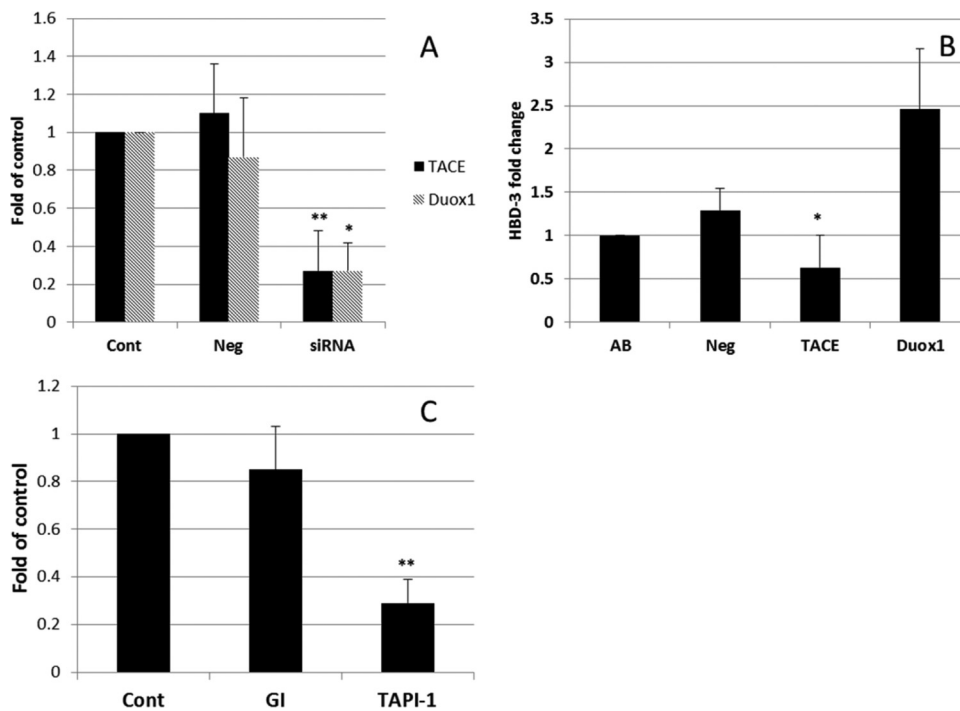 A
Fold of control
1.6
1.4
1.2
1
0.8
0.6
0.4
0.2
0
** *
Cont Neg siRNA
TACE
Duox1
B
HBD-3 fold change
3.5
3
2.5
2
1.5
1
0.5
0
*
AB Neg TACE Duox1
C
Fold of control
1.2
1
0.8
0.6
0.4
0.2
0
**
Cont GI TAPI-1